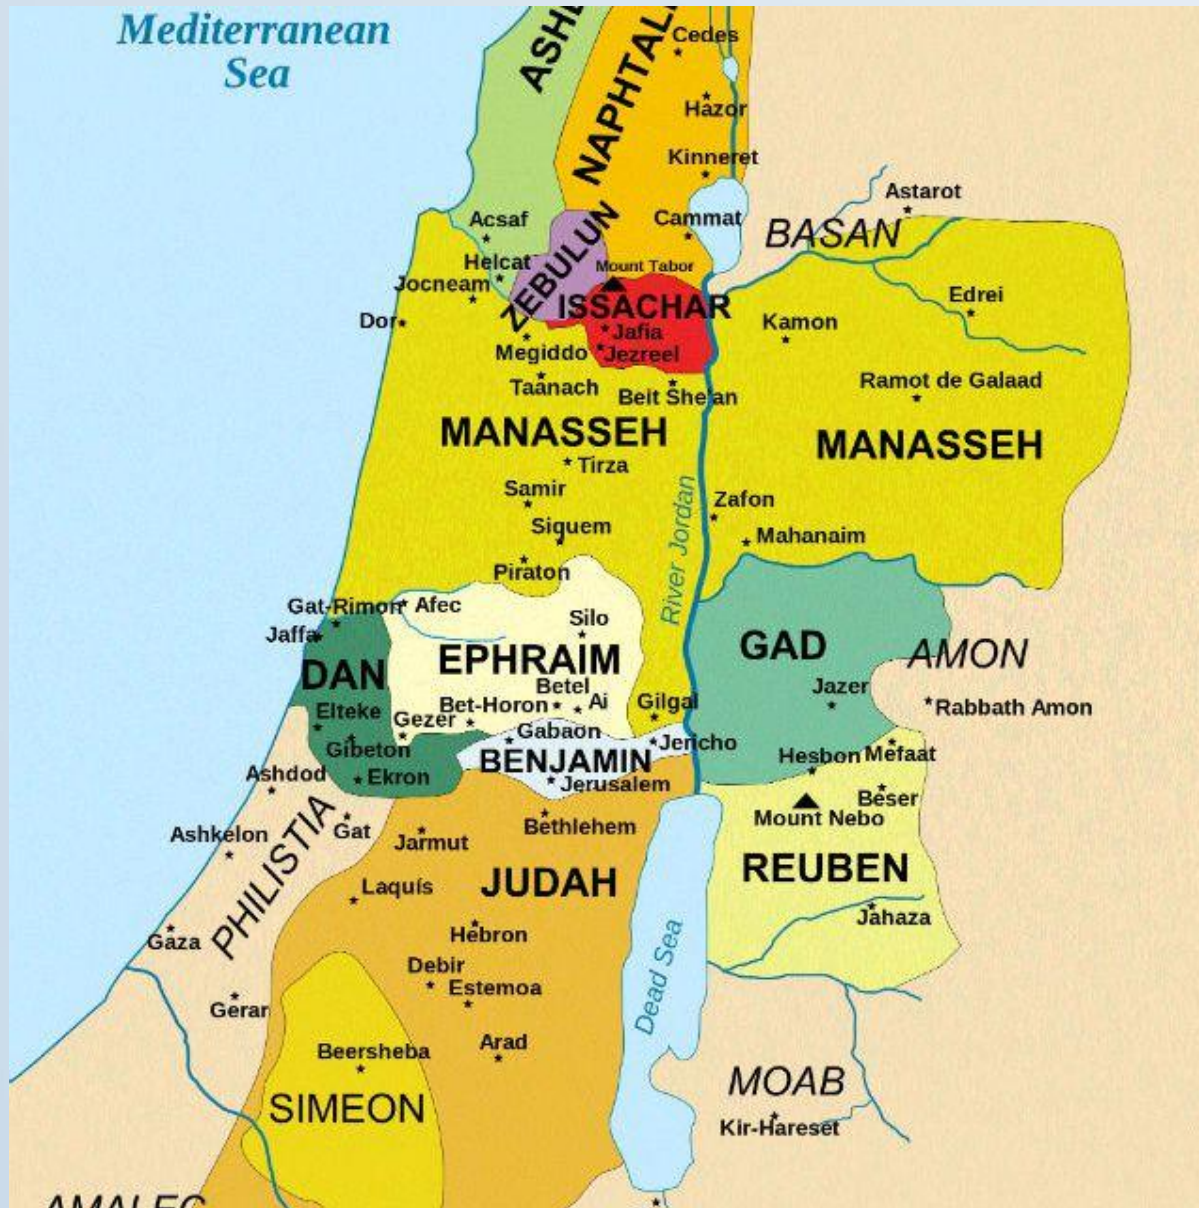 Mediterranean
Sea
NAPHTALI
Cedes
Hazor
Kinneret
Astarot
Acsaf
Cammat
BASAN
ZEBULUN
Helcat
Mount Tabor
Jocneam
ISSACHAR
Edrei
Dor
Jafia
Kamon
Megiddo
Jezreel
Taanach
Beit She'an
Ramot de Galaad
MANASSEH
MANASSEH
Tirza
Samir
Zafon
Siquem
River Jordan
Mahanaim
Piraton
Gat-Rimon
Afec
Silo
Jaffa
GAD
AMON
DAN
EPHRAIM
Betel
Jazer
Elteke
Bet-Horon
Ai
Gilgal
Rabbath Amon
Gezer
Gabaon
Gibeton
Jericho
Hesbon
Mefaat
BENJAMIN
Ashdod
Ekron
Jerusalem
Beser
Mount Nebo
Ashkelon
Gat
Bethlehem
Jarmut
PHILISTIA
Laquís
JUDAH
REUBEN
Jahaza
Gaza
Hebron
Debir
Dead Sea
Estemoa
Gerar
Arad
Beersheba
MOAB
SIMEON
Kir-Hareset